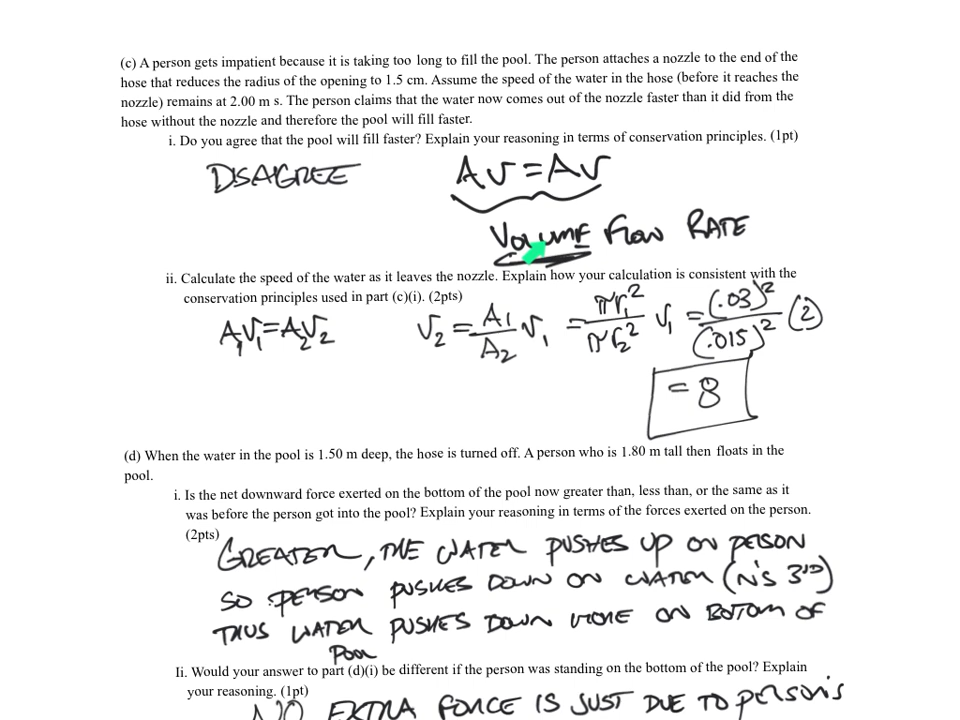 (c) A person gets impatient because it is taking too long to fill the pool. The person attaches a nozzle to the end of the
hose that reduces the radius of the opening to 1.5 cm. Assume the speed of the water in the hose (before it reaches the
nozzle) remains at 2.00 m s. The person claims that the water now comes out of the nozzle faster than it did from the
hose without the nozzle and therefore the pool will fill faster.
i. Do you agree that the pool will fill faster? Explain your reasoning in terms of conservation principles. (1pt)
DSAGREE AV = AV
VOLUME FLOW RATE
ii. Calculate the speed of the water as it leaves the nozzle. Explain how your calculation is consistent with the
conservation principles used in part (c)(i). (2pts)
A₁V₁=A₂V₂ V₂ = A₁/A₂ V₁ = πr₁²/πr₂² V₁ = (.03)²/(.015)² (2)
= 8
(d) When the water in the pool is 1.50 m deep, the hose is turned off. A person who is 1.80 m tall then floats in the
pool.
i. Is the net downward force exerted on the bottom of the pool now greater than, less than, or the same as it
was before the person got into the pool? Explain your reasoning in terms of the forces exerted on the person.
(2pts)
GREATER, THE WATER PUSHES UP ON PERSON
SO PERSON PUSHES DOWN ON WATER (N'S 3RD)
THUS WATER PUSHES DOWN MORE ON BOTTOM OF
POOL
Ii. Would your answer to part (d)(i) be different if the person was standing on the bottom of the pool? Explain
your reasoning. (1pt)
NO EXTRA FORCE IS JUST DUE TO PERSON'S